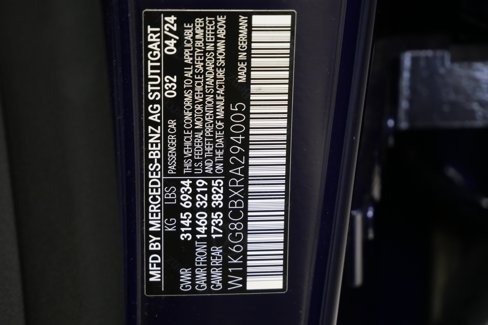 MFD BY MERCEDES-BENZ AG STUTTGART
PASSENGER CAR 032 04/24
KG LBS
GVWR 3145 6934
GAWR FRONT 1460 3219
GAWR REAR 1735 3825
THIS VEHICLE CONFORMS TO ALL APPLICABLE
U.S. FEDERAL MOTOR VEHICLE SAFETY, BUMPER
AND THEFT PREVENTION STANDARDS IN EFFECT
ON THE DATE OF MANUFACTURE SHOWN ABOVE
MADE IN GERMANY
W1K6G8CBXRA294005